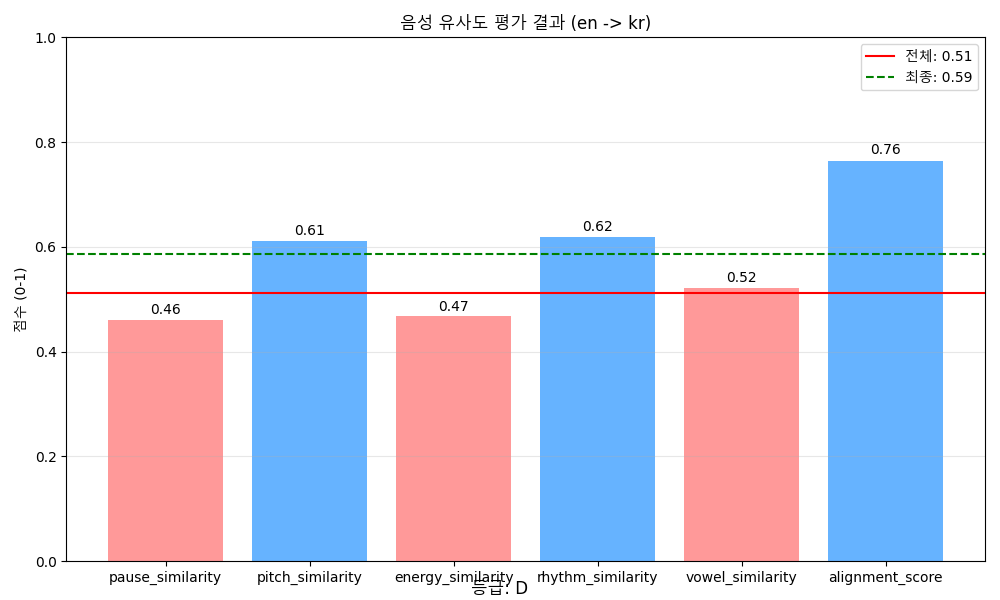 음성 유사도 평가 결과 (en -> kr)
전체: 0.51
최종: 0.59
점수 (0-1)
1.0
0.8
0.6
0.4
0.2
0.0
0.46
0.61
0.47
0.62
0.52
0.76
pause_similarity
pitch_similarity
energy_similarity
rhythm_similarity
vowel_similarity
alignment_score
등급: D